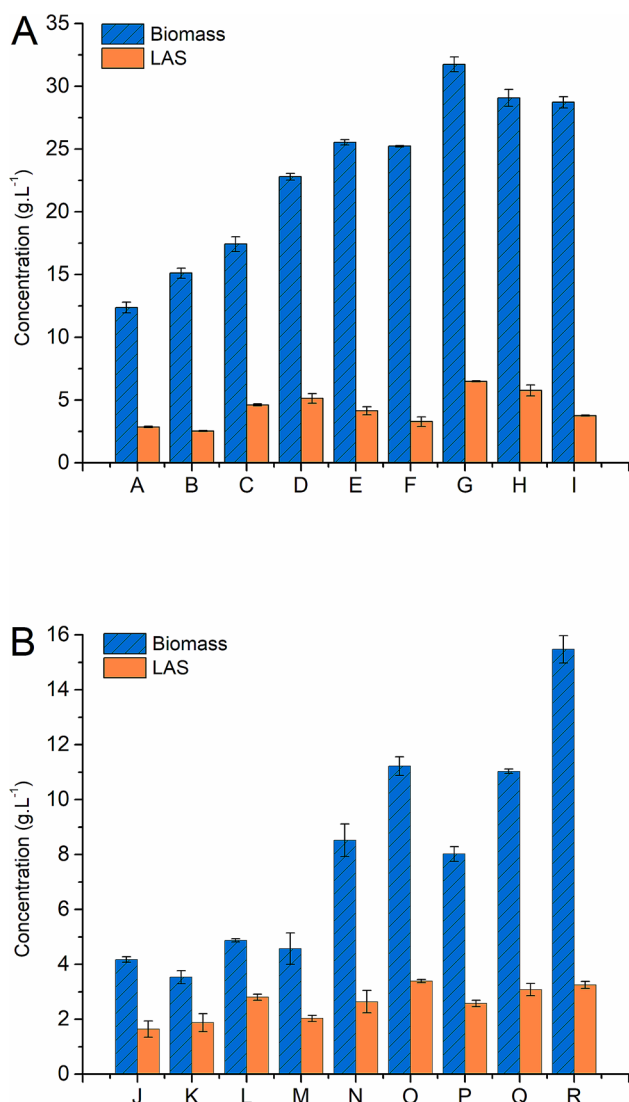 A
Biomass
LAS
Concentration (g.L⁻¹)
35
30
25
20
15
10
5
0
A B C D E F G H I
B
Biomass
LAS
Concentration (g.L⁻¹)
16
14
12
10
8
6
4
2
0
J K L M N O P Q R